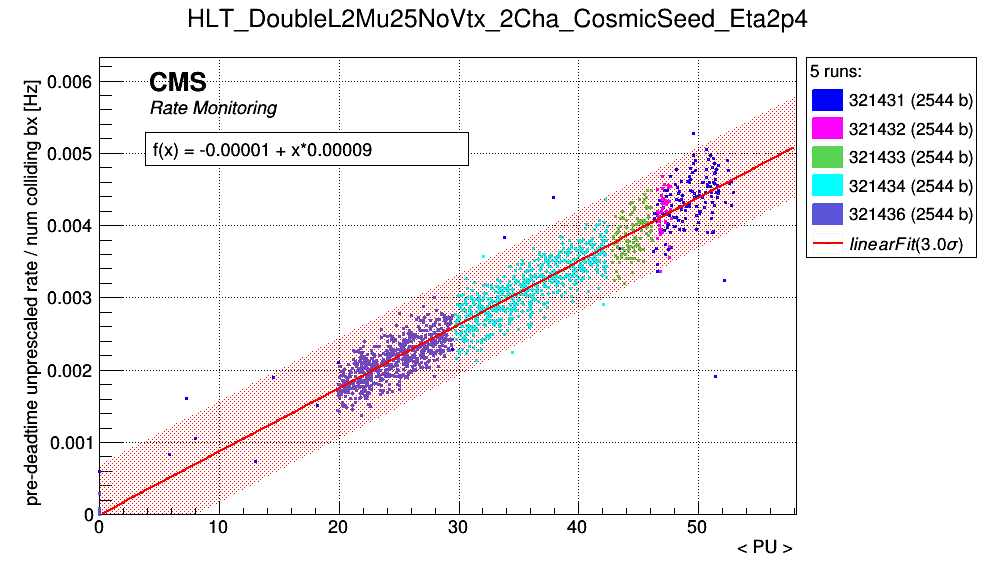 HLT_DoubleL2Mu25NoVtx_2Cha_CosmicSeed_Eta2p4
pre-deadtime unprescaled rate / num colliding bx [Hz]
0.006
0.005
0.004
0.003
0.002
0.001
0
CMS
Rate Monitoring
f(x) = -0.00001 + x*0.00009
0 10 20 30 40 50
< PU >
5 runs:
321431 (2544 b)
321432 (2544 b)
321433 (2544 b)
321434 (2544 b)
321436 (2544 b)
linearFit(3.0σ)